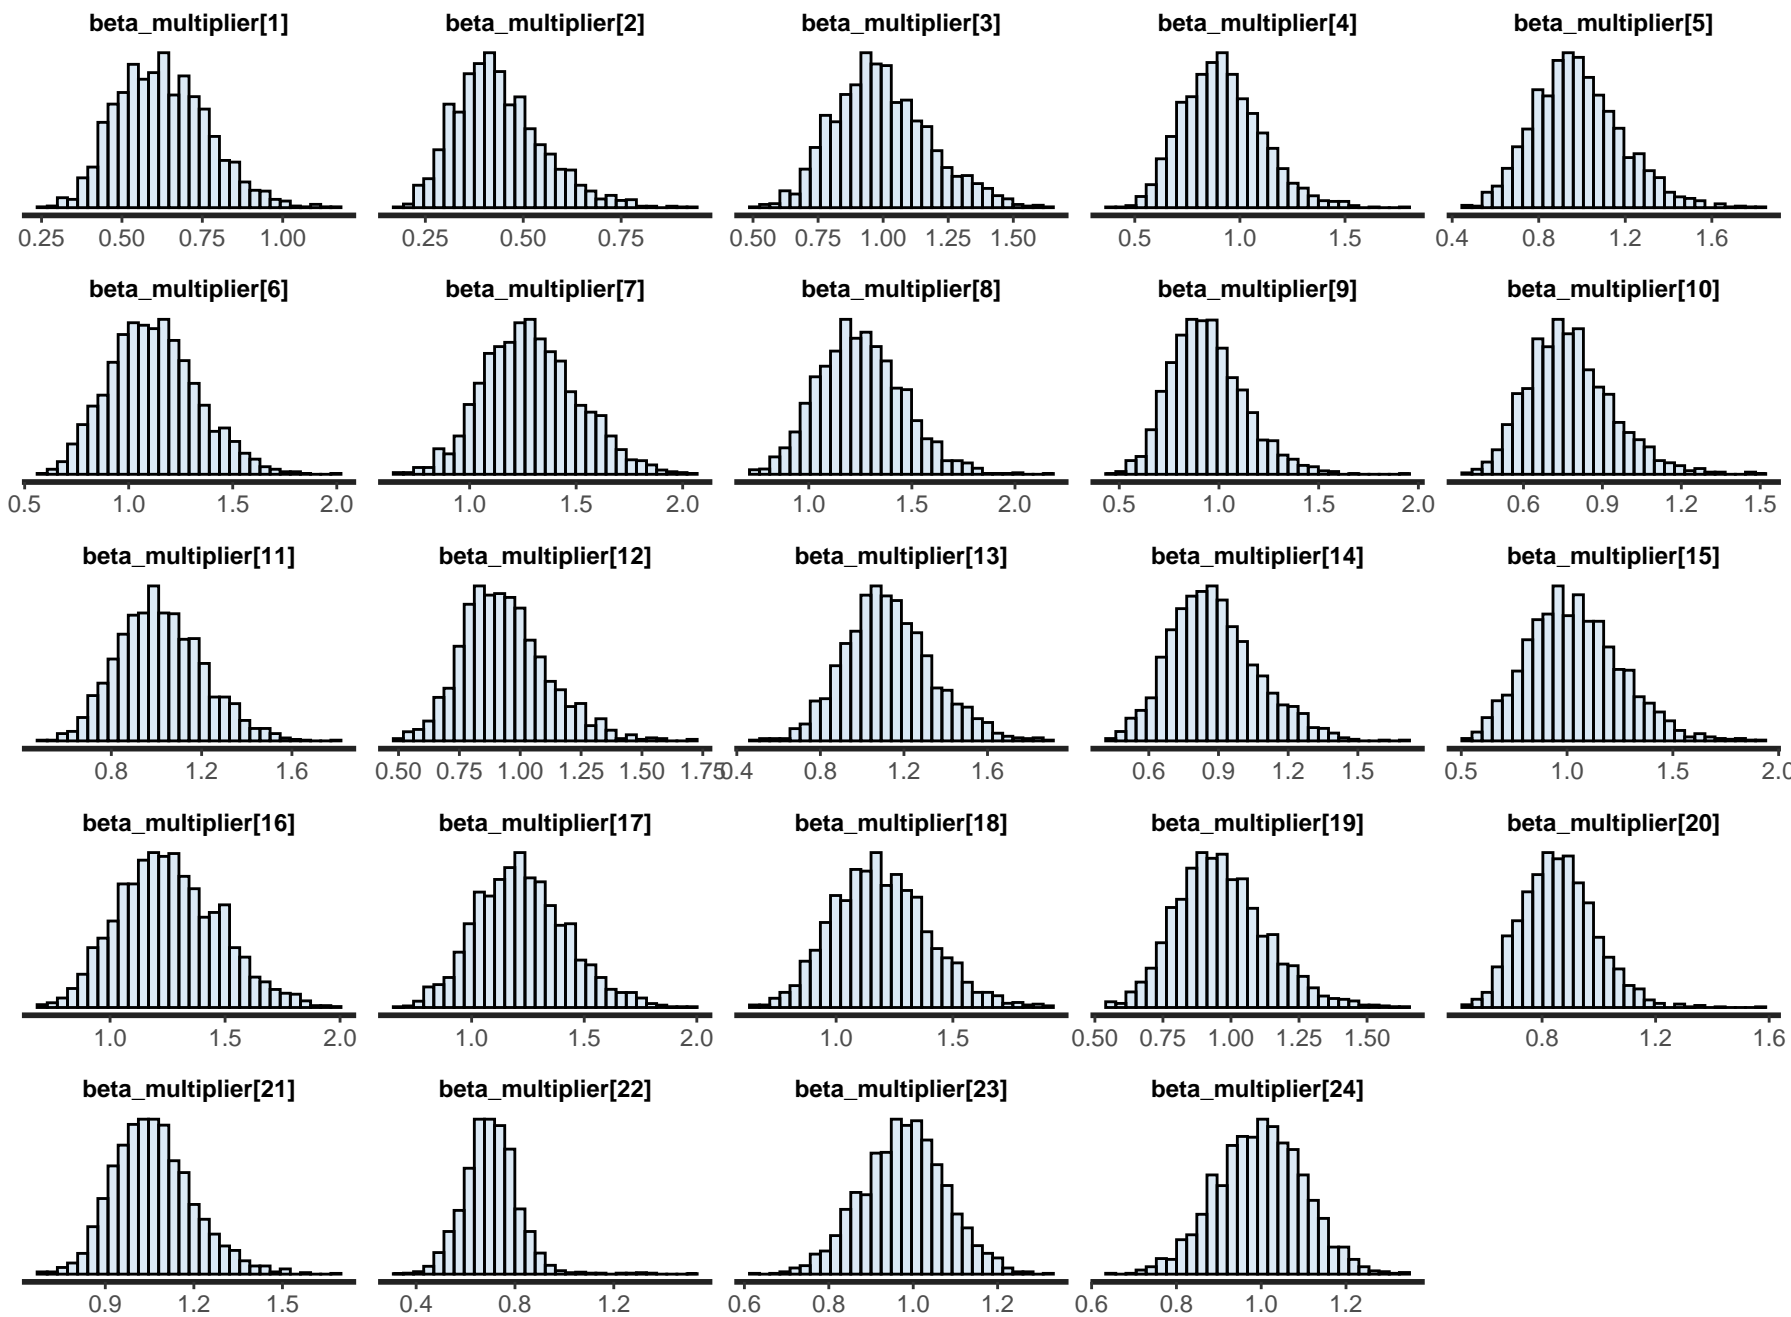 beta_multiplier[1] beta_multiplier[2] beta_multiplier[3] beta_multiplier[4] beta_multiplier[5]
0.25 0.50 0.75 1.00 0.25 0.50 0.75 0.50 0.75 1.00 1.25 1.50 0.5 1.0 1.5 0.4 0.8 1.2 1.6
beta_multiplier[6] beta_multiplier[7] beta_multiplier[8] beta_multiplier[9] beta_multiplier[10]
0.5 1.0 1.5 2.0 1.0 1.5 2.0 1.0 1.5 2.0 0.5 1.0 1.5 2.0 0.6 0.9 1.2 1.5
beta_multiplier[11] beta_multiplier[12] beta_multiplier[13] beta_multiplier[14] beta_multiplier[15]
0.8 1.2 1.6 0.50 0.75 1.00 1.25 1.50 1.75 0.4 0.8 1.2 1.6 0.6 0.9 1.2 1.5 0.5 1.0 1.5 2.0
beta_multiplier[16] beta_multiplier[17] beta_multiplier[18] beta_multiplier[19] beta_multiplier[20]
1.0 1.5 2.0 1.0 1.5 2.0 1.0 1.5 0.50 0.75 1.00 1.25 1.50 0.8 1.2 1.6
beta_multiplier[21] beta_multiplier[22] beta_multiplier[23] beta_multiplier[24]
0.9 1.2 1.5 0.4 0.8 1.2 0.6 0.8 1.0 1.2 0.6 0.8 1.0 1.2